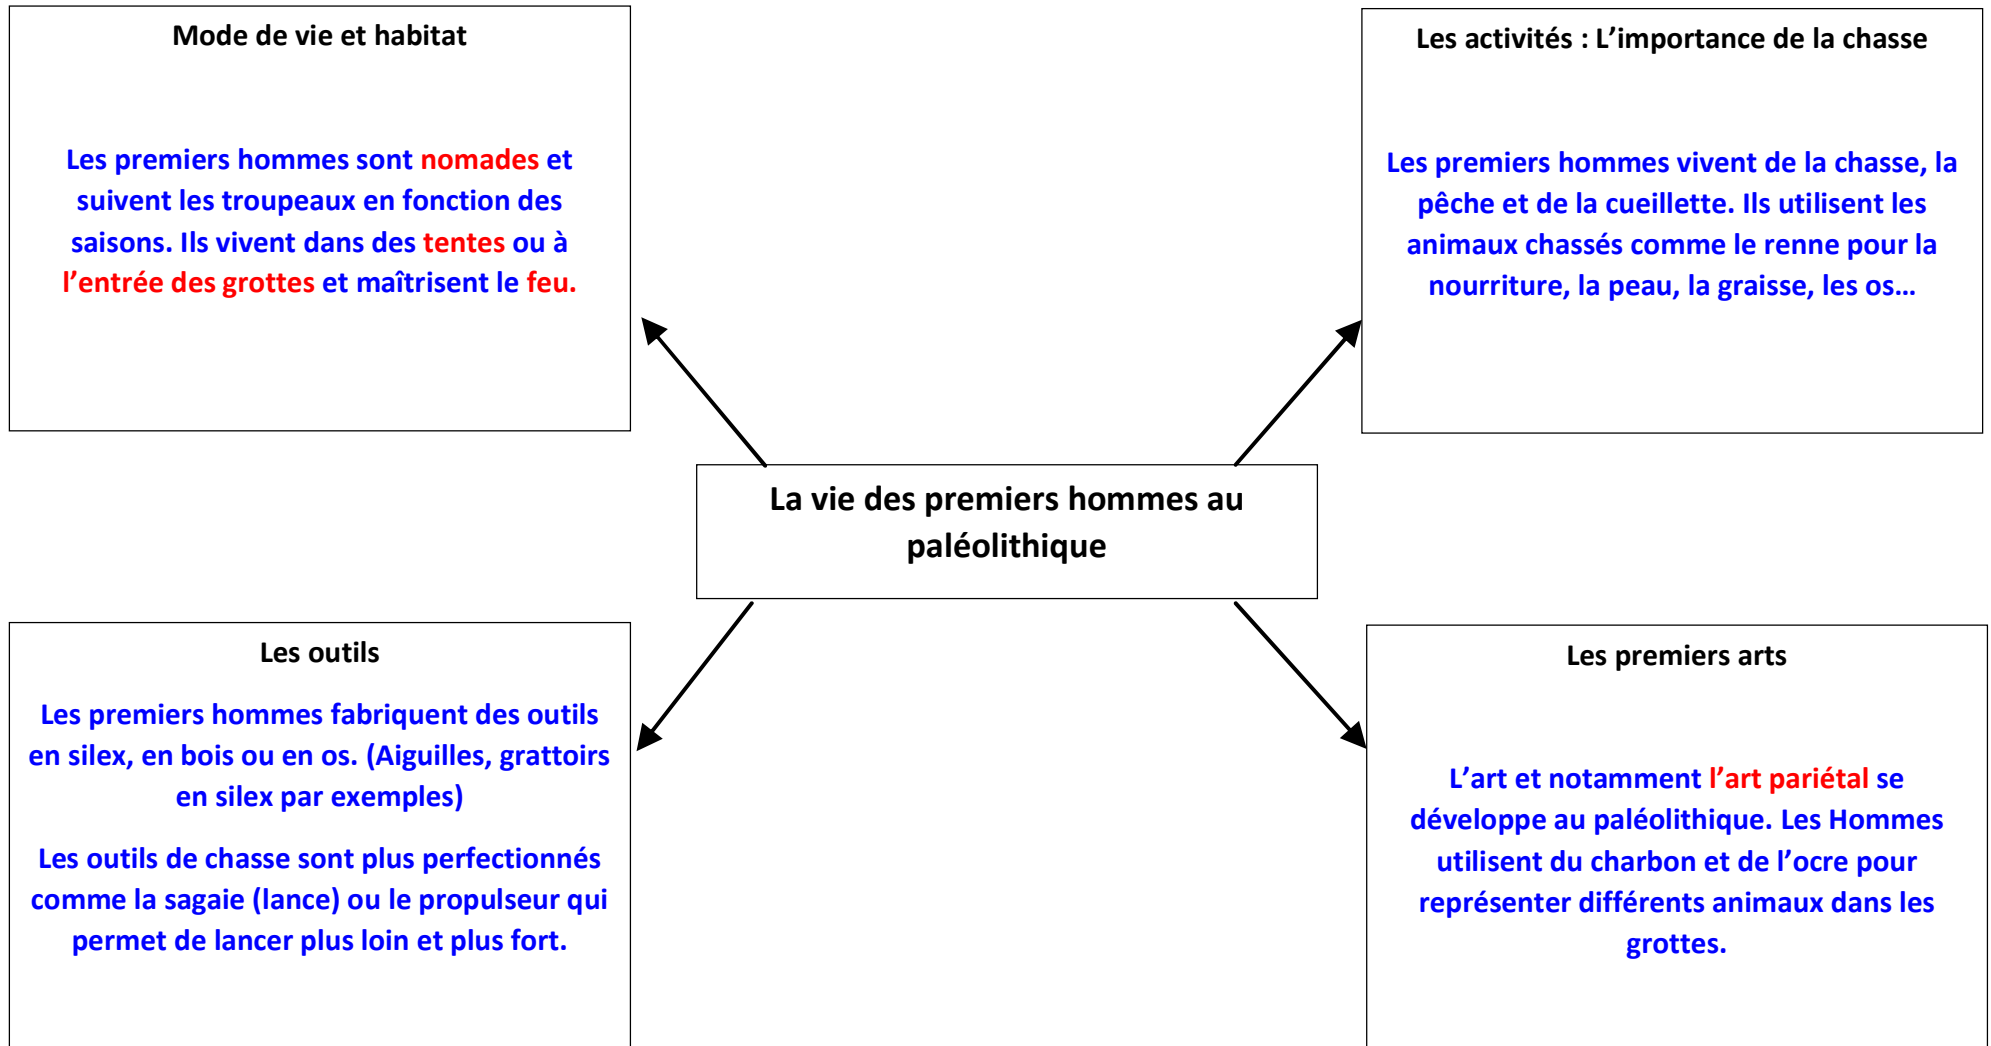 Mode de vie et habitat
Les premiers hommes sont nomades et
suivent les troupeaux en fonction des
saisons. Ils vivent dans des tentes ou à
l’entrée des grottes et maîtrisent le feu.
Les activités : L’importance de la chasse
Les premiers hommes vivent de la chasse, la
pêche et de la cueillette. Ils utilisent les
animaux chassés comme le renne pour la
nourriture, la peau, la graisse, les os…
La vie des premiers hommes au
paléolithique
Les outils
Les premiers hommes fabriquent des outils
en silex, en bois ou en os. (Aiguilles, grattoirs
en silex par exemples)
Les outils de chasse sont plus perfectionnés
comme la sagaie (lance) ou le propulseur qui
permet de lancer plus loin et plus fort.
Les premiers arts
L’art et notamment l’art pariétal se
développe au paléolithique. Les Hommes
utilisent du charbon et de l’ocre pour
représenter différents animaux dans les
grottes.